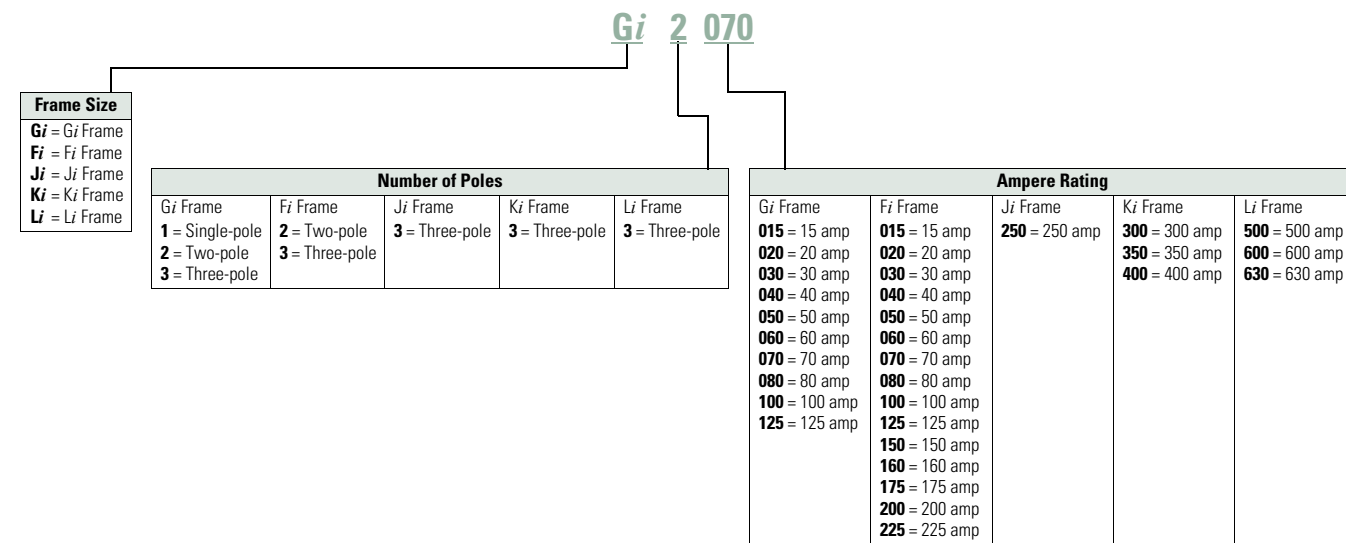 Gi 2 070
Frame Size
Gi = Gi Frame
Fi = Fi Frame
Ji = Ji Frame
Ki = Ki Frame
Li = Li Frame
Number of Poles
Gi Frame
1 = Single-pole
2 = Two-pole
3 = Three-pole
Fi Frame
2 = Two-pole
3 = Three-pole
Ji Frame
3 = Three-pole
Ki Frame
3 = Three-pole
Li Frame
3 = Three-pole
Ampere Rating
Gi Frame
015 = 15 amp
020 = 20 amp
030 = 30 amp
040 = 40 amp
050 = 50 amp
060 = 60 amp
070 = 70 amp
080 = 80 amp
100 = 100 amp
125 = 125 amp
Fi Frame
015 = 15 amp
020 = 20 amp
030 = 30 amp
040 = 40 amp
050 = 50 amp
060 = 60 amp
070 = 70 amp
080 = 80 amp
100 = 100 amp
125 = 125 amp
150 = 150 amp
160 = 160 amp
175 = 175 amp
200 = 200 amp
225 = 225 amp
Ji Frame
250 = 250 amp
Ki Frame
300 = 300 amp
350 = 350 amp
400 = 400 amp
Li Frame
500 = 500 amp
600 = 600 amp
630 = 630 amp